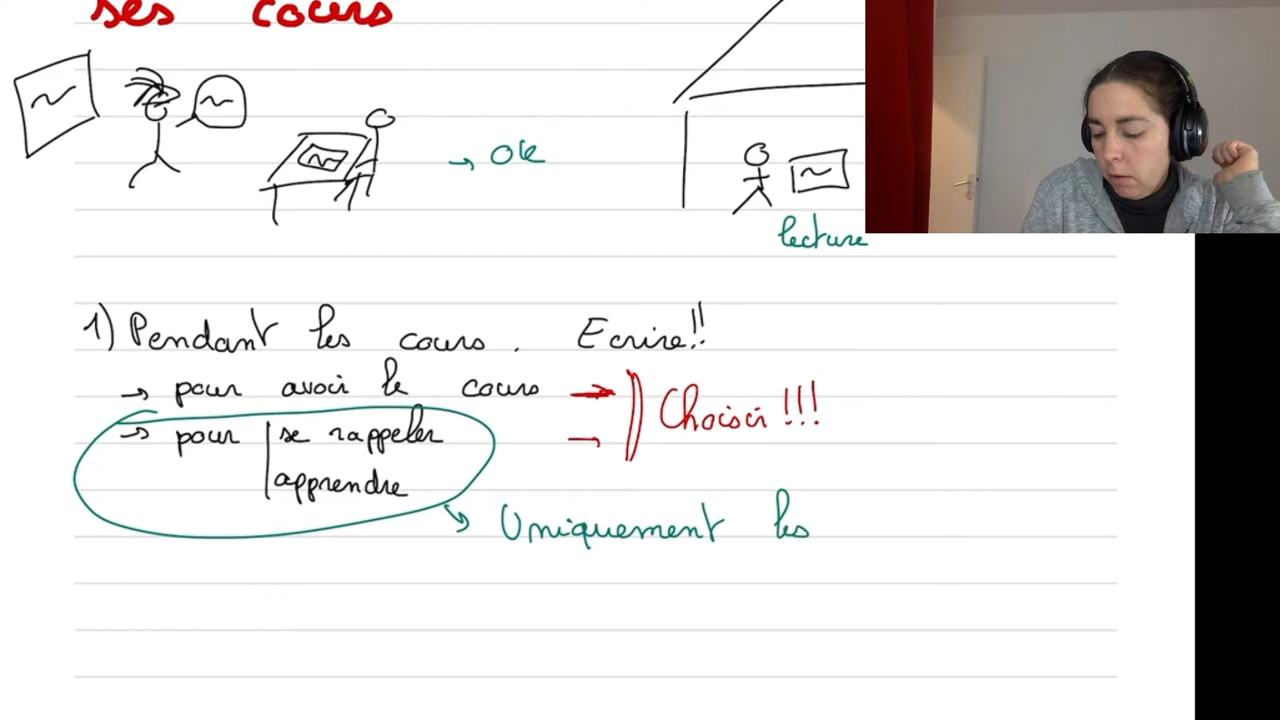 ses cours
→ OK
lecture
1) Pendant les cours. Ecrire!!
→ pour avoir le cours → Choisir!!!
→ pour se rappeler →
apprendre
↳ Uniquement les